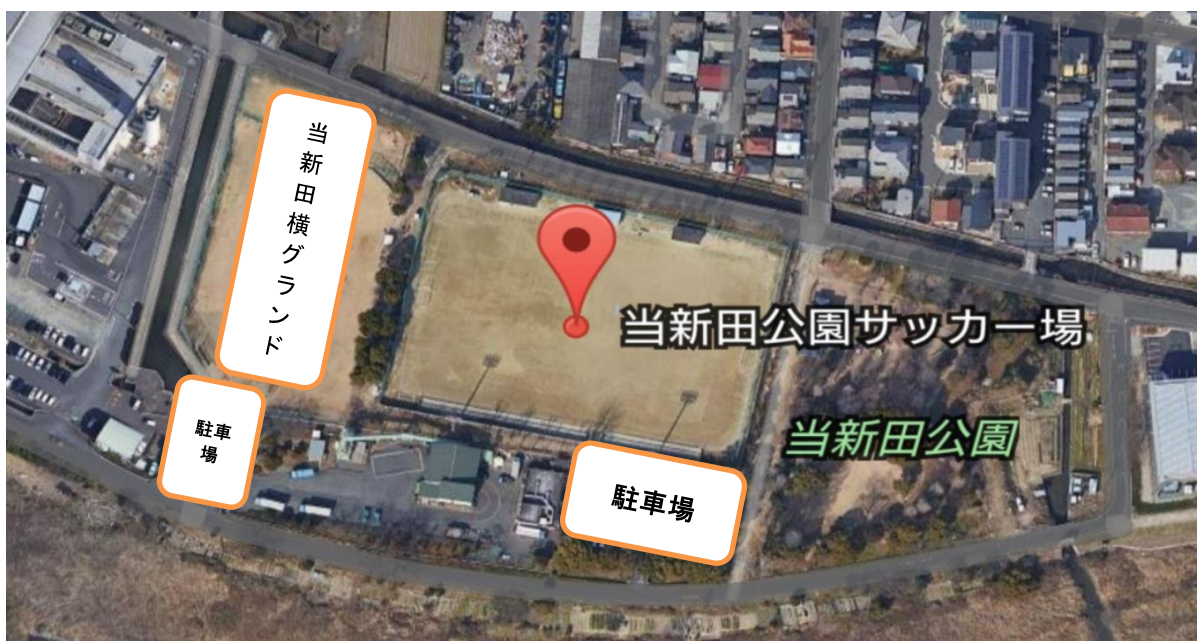 当新田横グランド
当新田公園サッカー場
当新田公園
駐車
場
駐車場